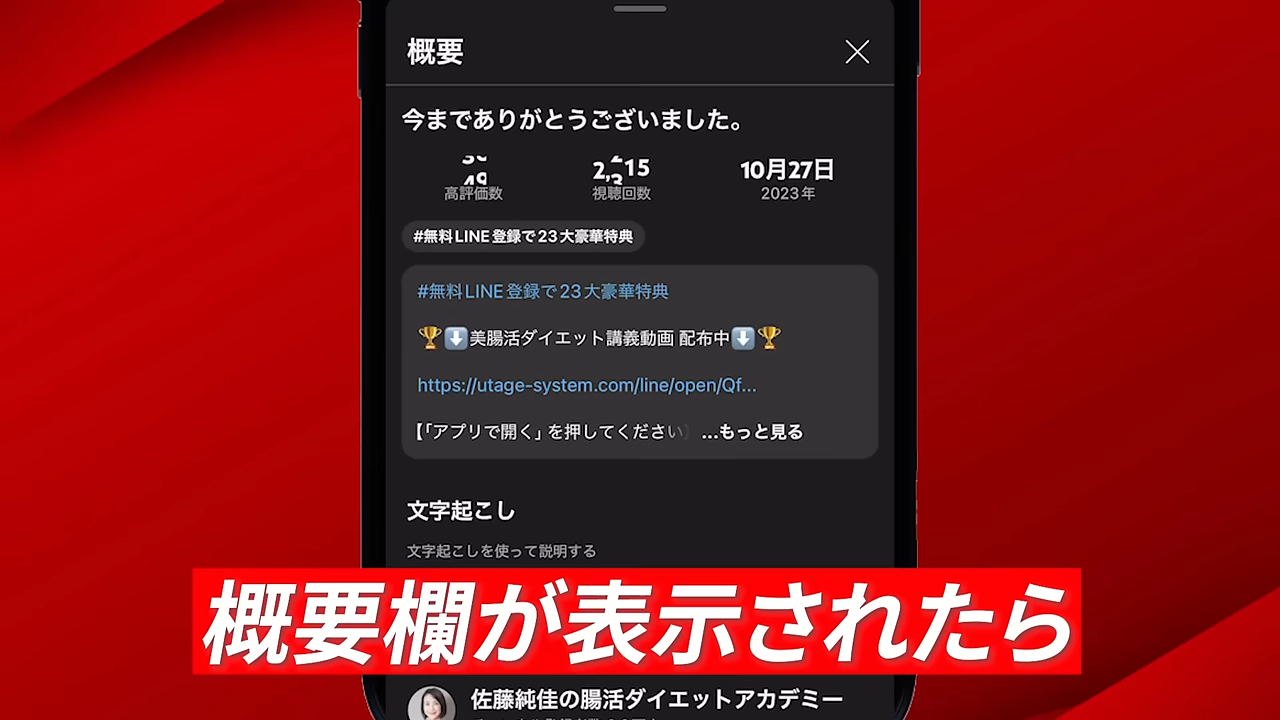 概要
今までありがとうございました。
10月27日
高評価数
視聴回数
2023年
#無料LINE登録で23大豪華特典
#無料LINE登録で23大豪華特典
🏆⬇️美腸活ダイエット講義動画 配布中⬇️🏆
https://utage-system.com/line/open/Qf...
【「アプリで開く」を押してください】 ...もっと見る
文字起こし
文字起こしを使って説明する
概要欄が表示されたら
佐藤純佳の腸活ダイエットアカデミー